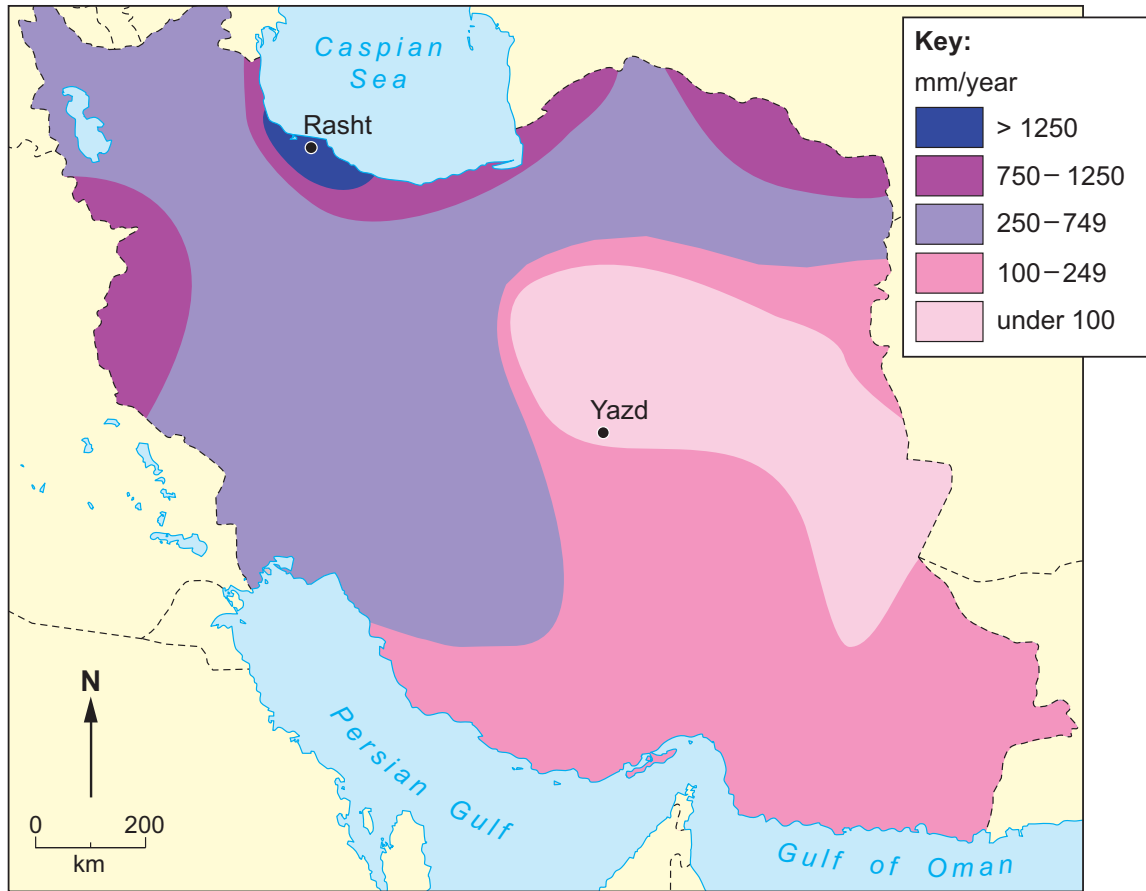 Caspian
Sea
Rasht
Yazd
Persian Gulf
Gulf of Oman
N
0 200
km
Key:
mm/year
> 1250
750–1250
250–749
100–249
under 100